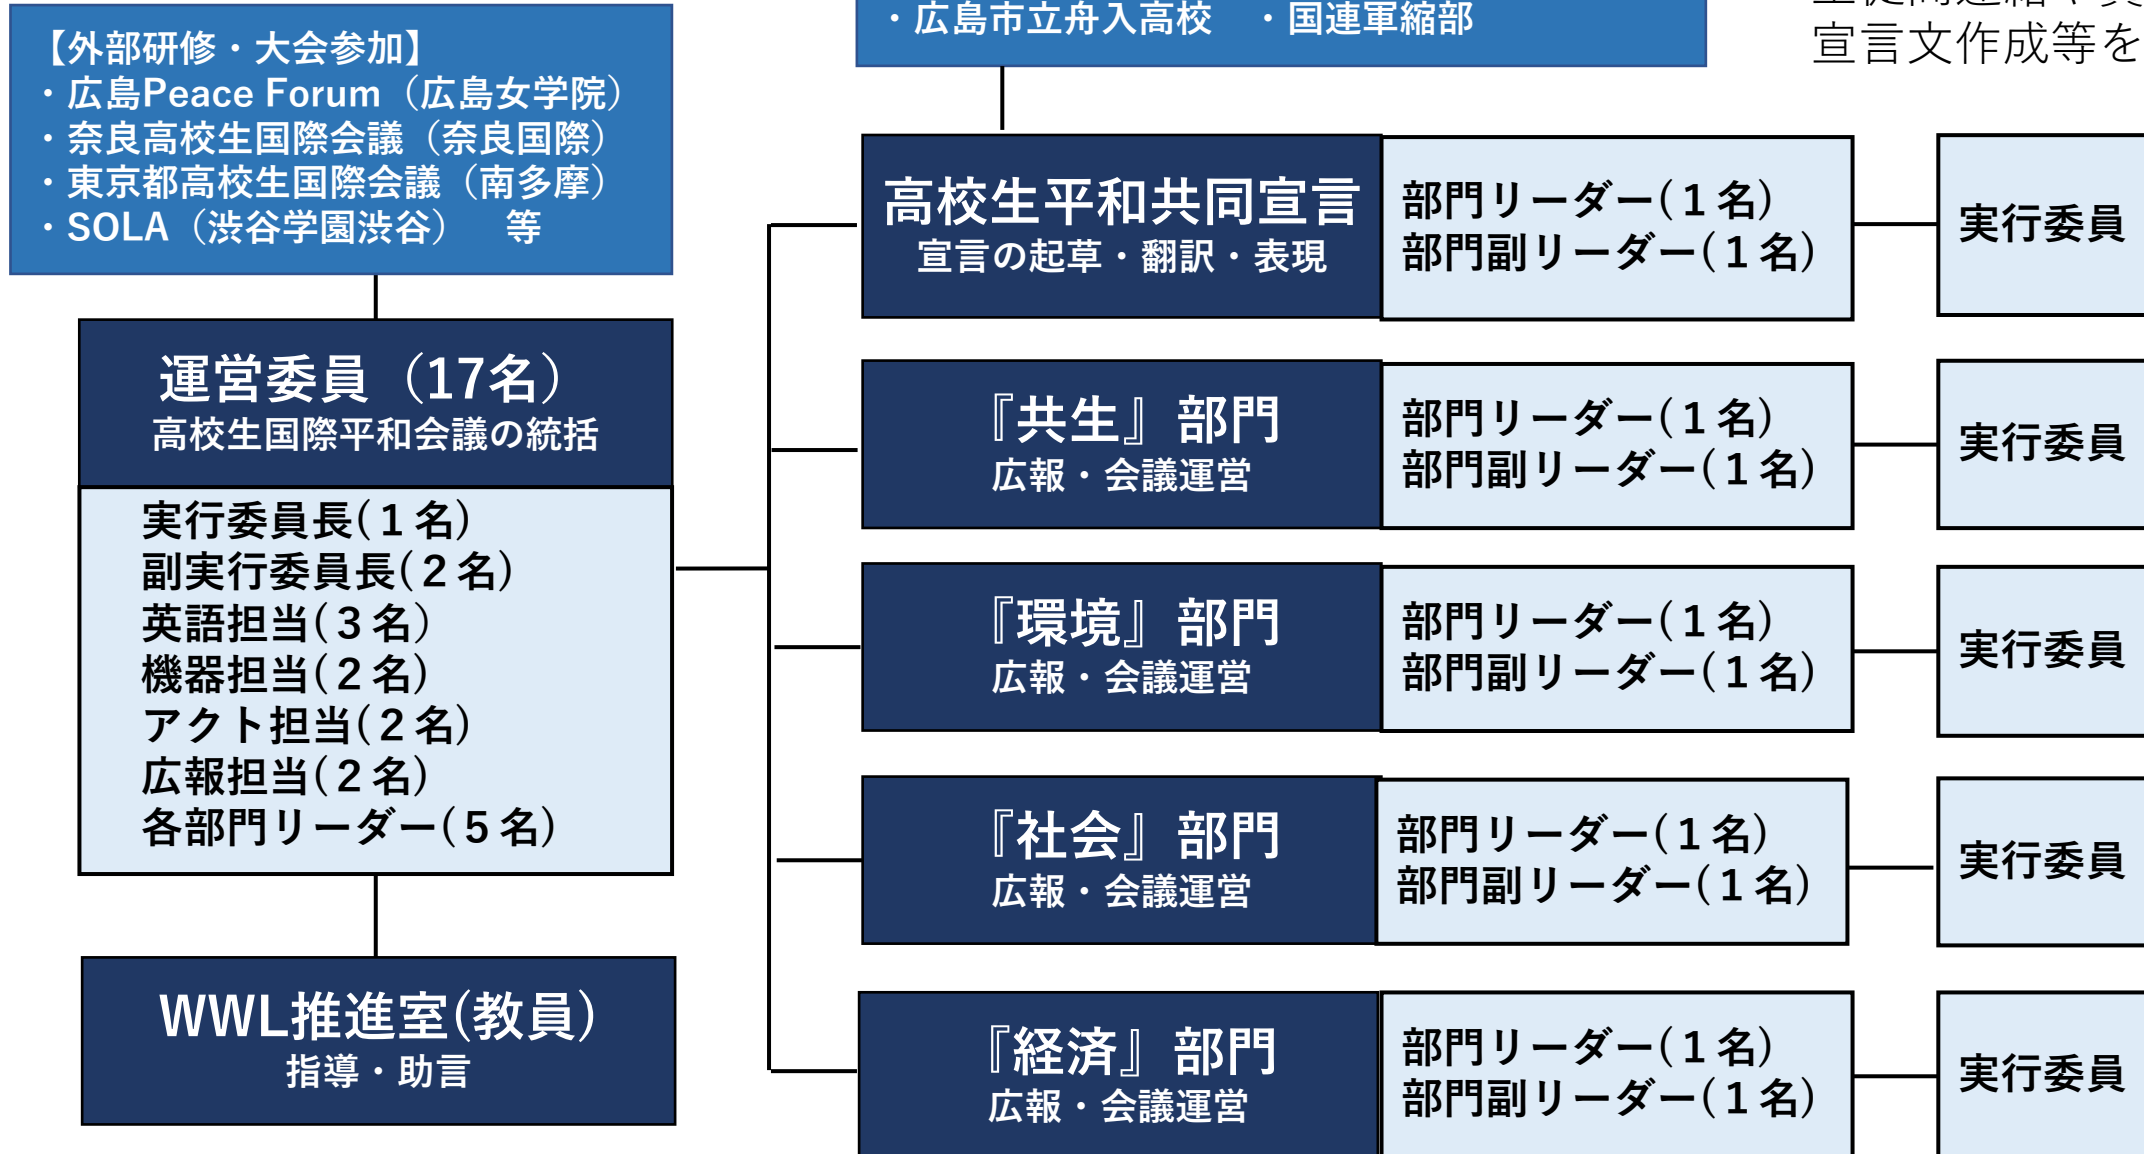 【外部研修・大会参加】
・広島Peace Forum（広島女学院）
・奈良高校生国際会議（奈良国際）
・東京都高校生国際会議（南多摩）
・SOLA（渋谷学園渋谷）　等
運営委員（17名）
高校生国際平和会議の統括
実行委員長(１名)
副実行委員長(２名)
英語担当(３名)
機器担当(２名)
アクト担当(２名)
広報担当(２名)
各部門リーダー(５名)
WWL推進室(教員)
指導・助言
・広島市立舟入高校　・国連軍縮部
宣言文作成等を
高校生平和共同宣言
宣言の起草・翻訳・表現
部門リーダー(１名)
部門副リーダー(１名)
実行委員
『共生』部門
広報・会議運営
部門リーダー(１名)
部門副リーダー(１名)
実行委員
『環境』部門
広報・会議運営
部門リーダー(１名)
部門副リーダー(１名)
実行委員
『社会』部門
広報・会議運営
部門リーダー(１名)
部門副リーダー(１名)
実行委員
『経済』部門
広報・会議運営
部門リーダー(１名)
部門副リーダー(１名)
実行委員